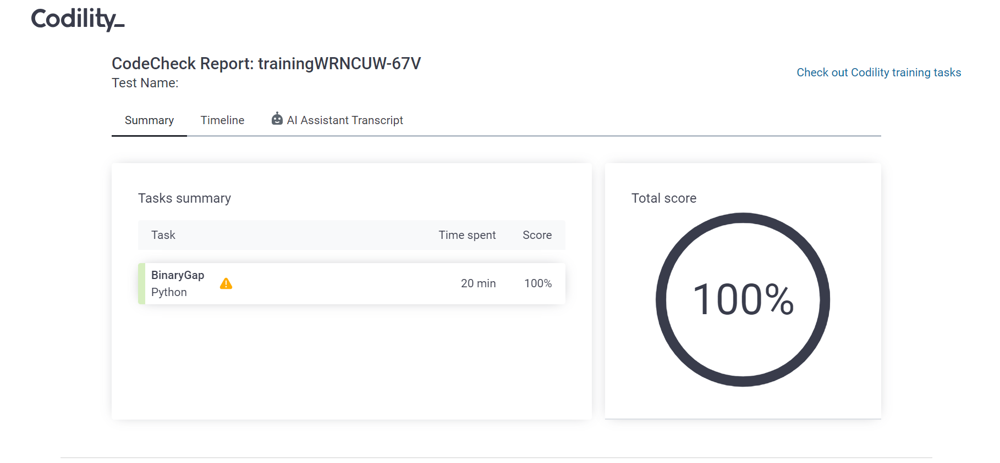 Codility_
CodeCheck Report: trainingWRNCUW-67V
Test Name:
Check out Codility training tasks
Summary
Timeline
AI Assistant Transcript
Tasks summary
Task Time spent Score
BinaryGap
Python
20 min 100%
Total score
100%